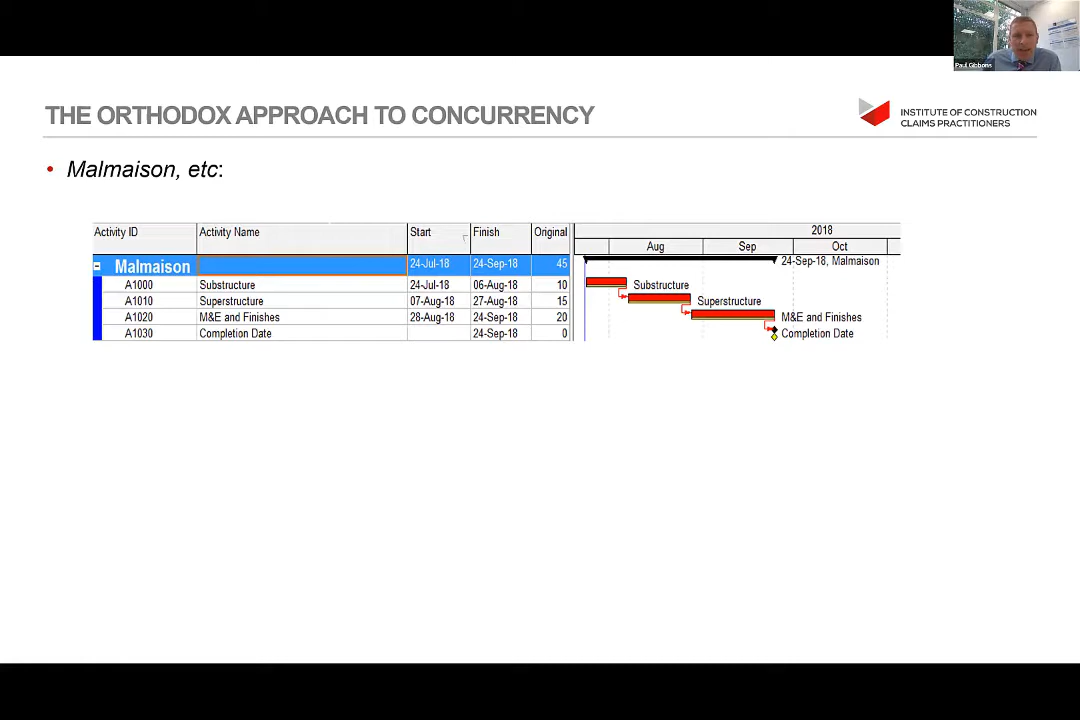 Paul Gibbons
THE ORTHODOX APPROACH TO CONCURRENCY
INSTITUTE OF CONSTRUCTION
CLAIMS PRACTITIONERS
• Malmaison, etc:
Activity ID Activity Name Start Finish Original 2018
Aug Sep Oct
Malmaison 24-Jul-18 24-Sep-18 45 24-Sep-18, Malmaison
A1000 Substructure 24-Jul-18 06-Aug-18 10 Substructure
A1010 Superstructure 07-Aug-18 27-Aug-18 15 Superstructure
A1020 M&E and Finishes 28-Aug-18 24-Sep-18 20 M&E and Finishes
A1030 Completion Date 24-Sep-18 0 Completion Date